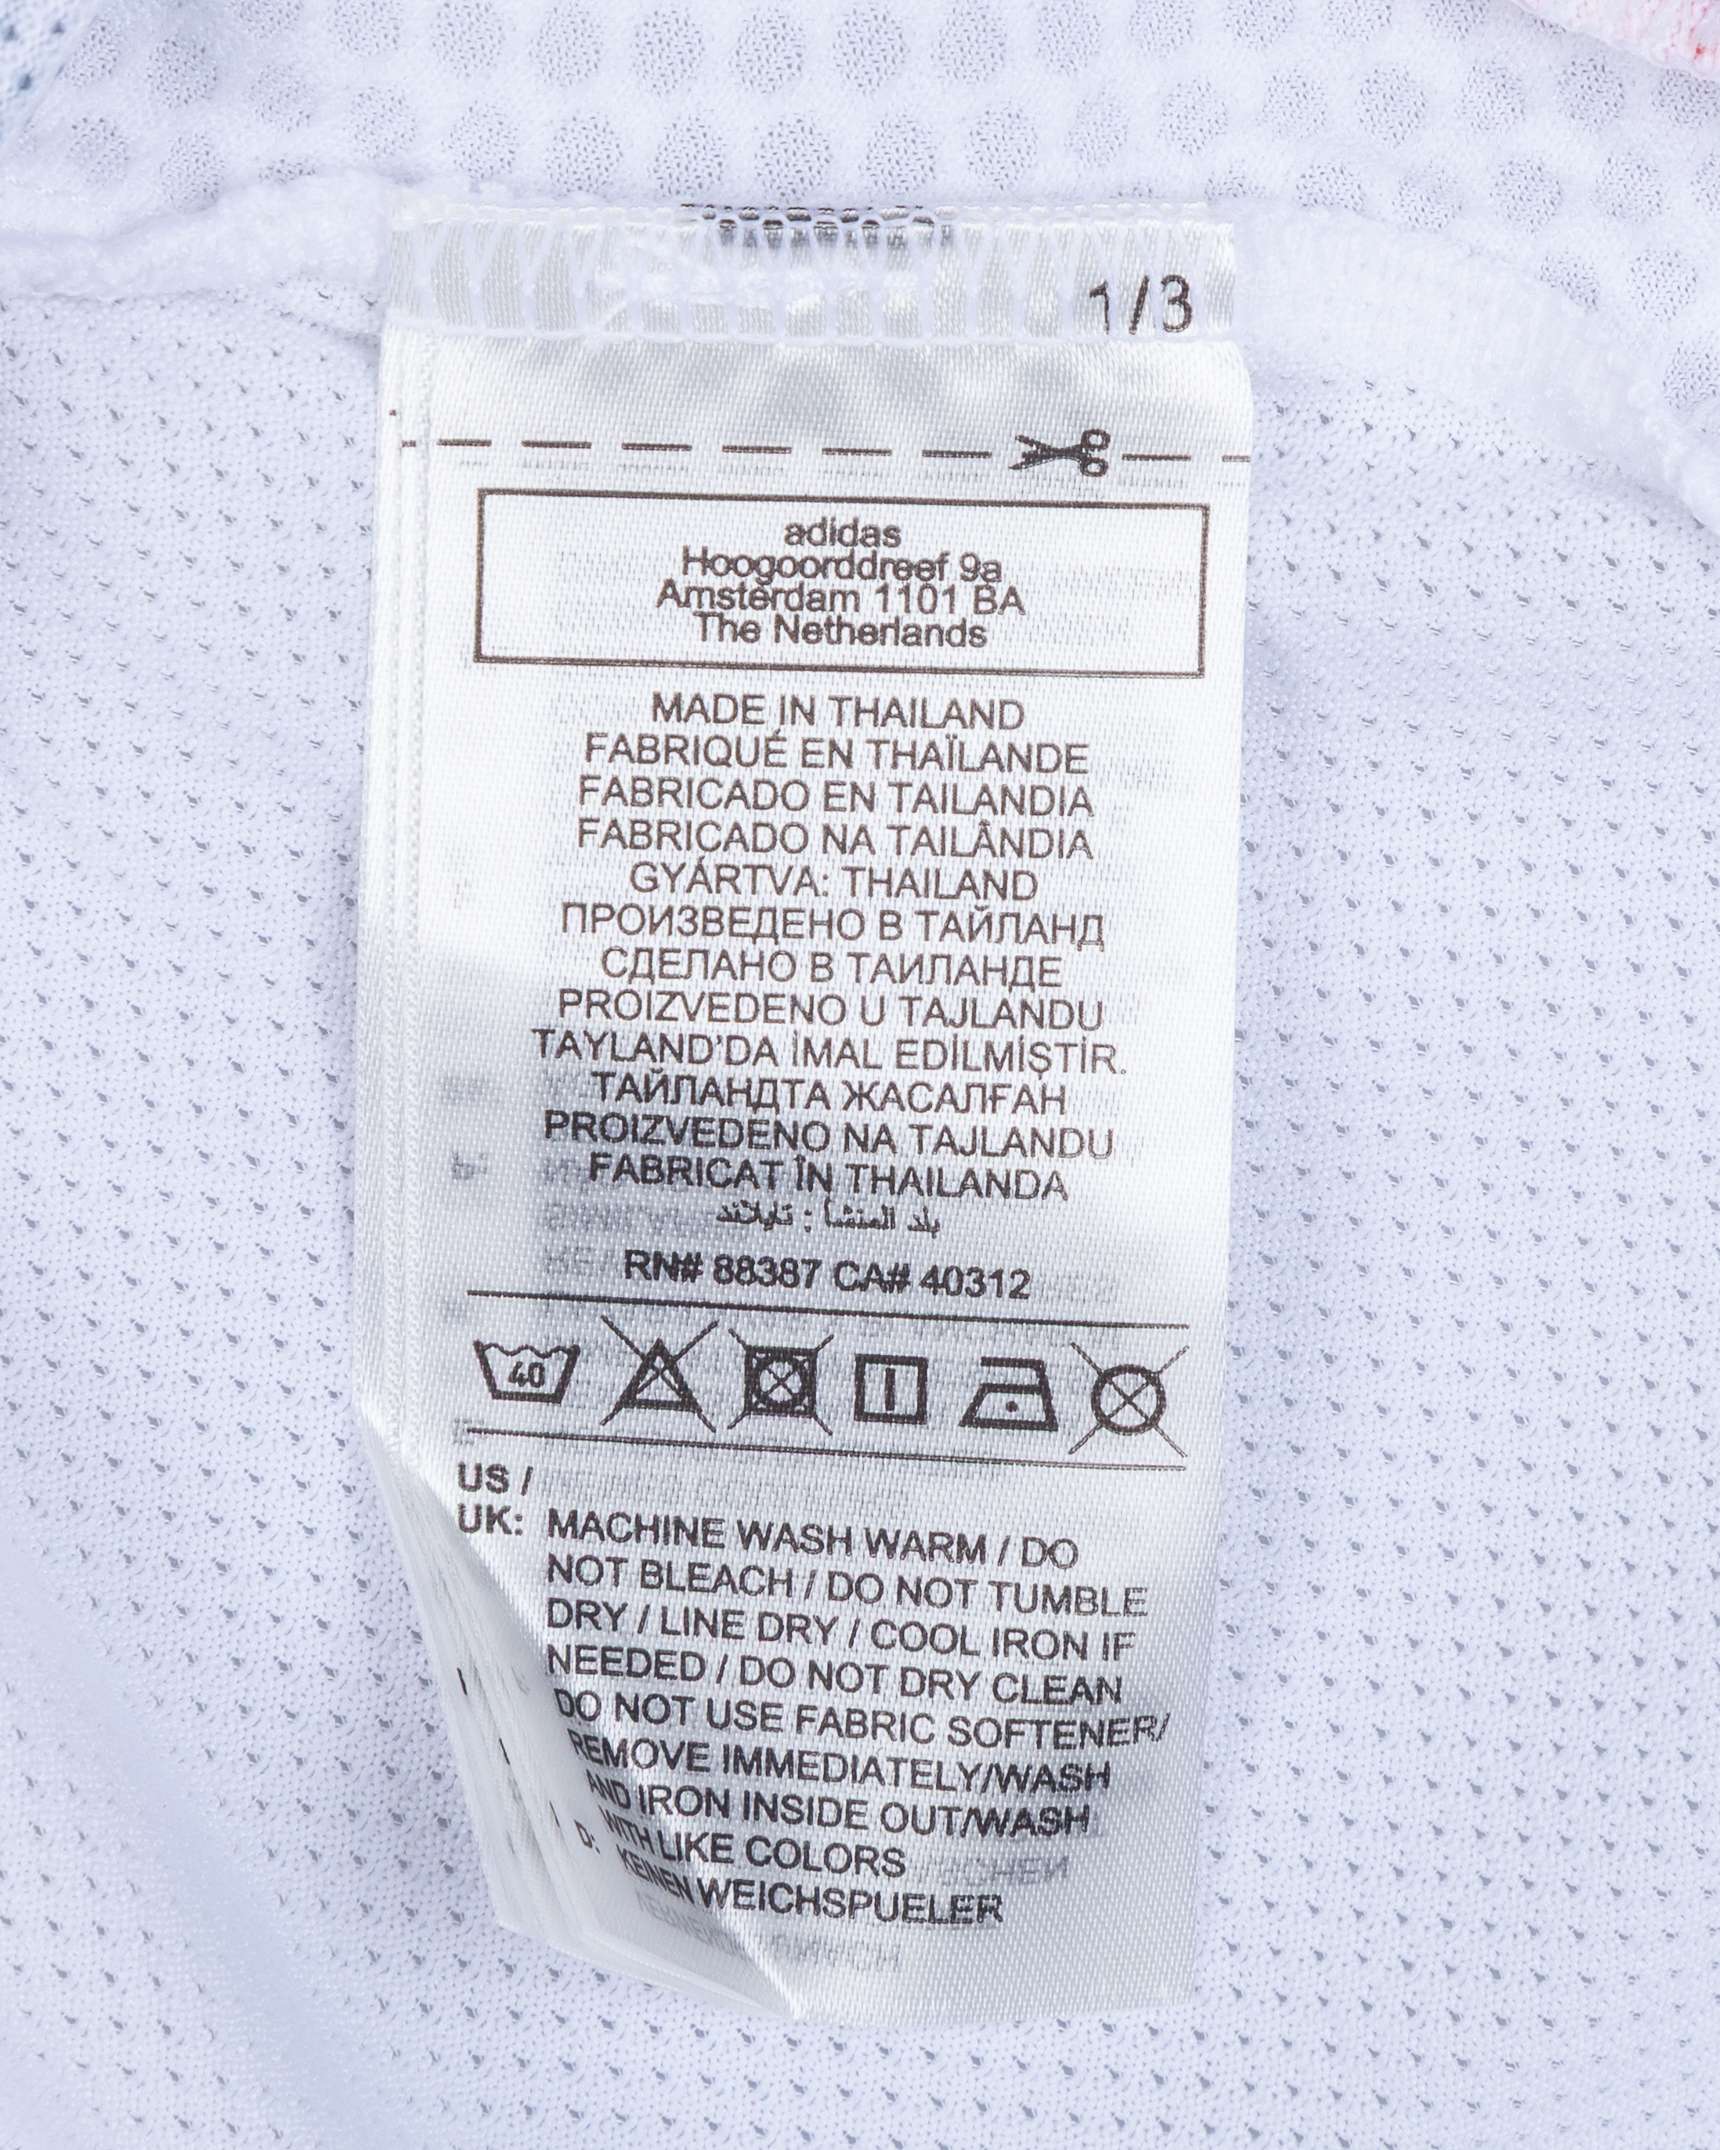 1/3
adidas
Hoogoorddreef 9a
Amsterdam 1101 BA
The Netherlands
MADE IN THAILAND
FABRIQUÉ EN THAÏLANDE
FABRICADO EN TAILANDIA
FABRICADO NA TAILÂNDIA
GYÁRTVA: THAILAND
ПРОИЗВЕДЕНО В ТАЙЛАНД
СДЕЛАНО В ТАИЛАНДЕ
PROIZVEDENO U TAJLANDU
TAYLAND'DA İMAL EDİLMİŞTİR.
ТАЙЛАНДТА ЖАСАЛҒАН
PROIZVEDENO NA TAJLANDU
FABRICAT ÎN THAILANDA
بلد المنشأ : تايلاند
RN# 88387 CA# 40312
40
US /
UK: MACHINE WASH WARM / DO
NOT BLEACH / DO NOT TUMBLE
DRY / LINE DRY / COOL IRON IF
NEEDED / DO NOT DRY CLEAN
DO NOT USE FABRIC SOFTENER/
REMOVE IMMEDIATELY/WASH
AND IRON INSIDE OUT/WASH
WITH LIKE COLORS
D: KEINEN WEICHSPUELER